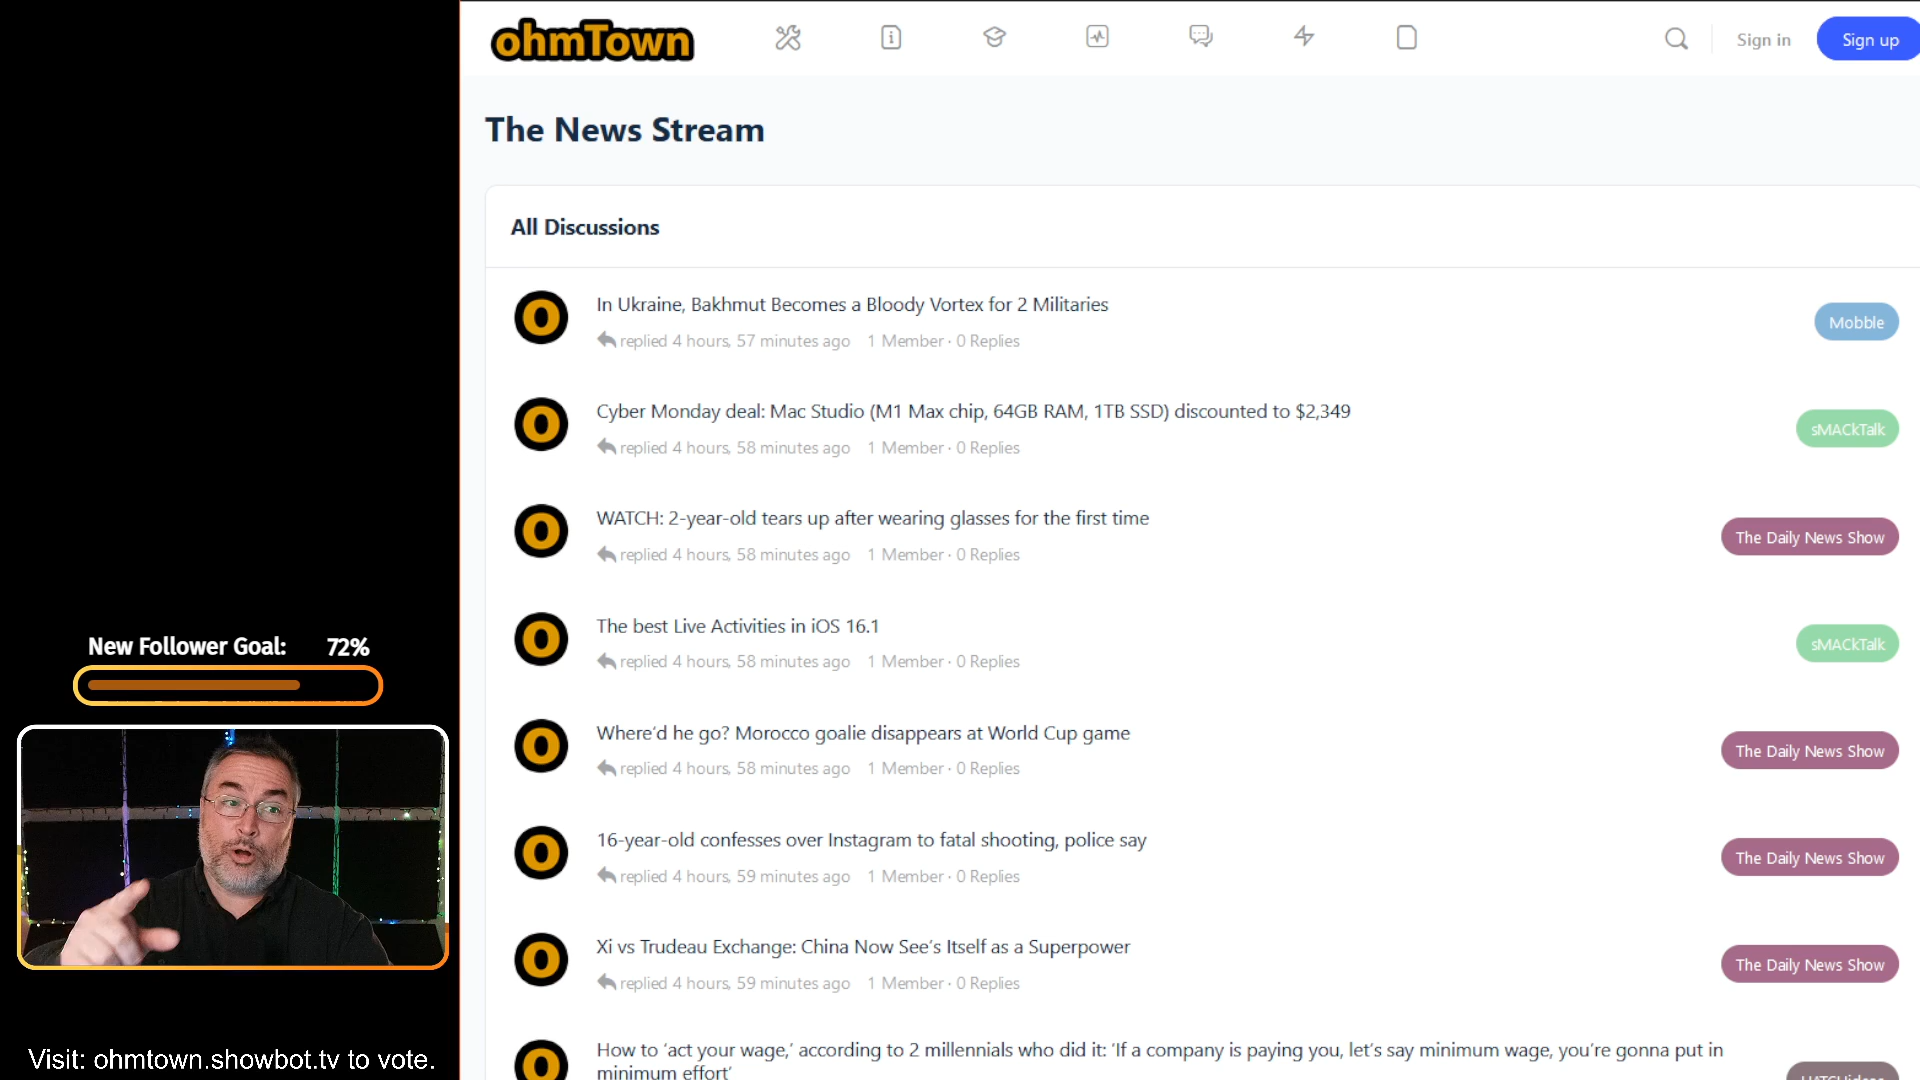 ohmTown
Sign in
Sign up
The News Stream
All Discussions
In Ukraine, Bakhmut Becomes a Bloody Vortex for 2 Militaries
replied 4 hours, 57 minutes ago 1 Member · 0 Replies
Mobble
Cyber Monday deal: Mac Studio (M1 Max chip, 64GB RAM, 1TB SSD) discounted to $2,349
replied 4 hours, 58 minutes ago 1 Member · 0 Replies
sMACkTalk
WATCH: 2-year-old tears up after wearing glasses for the first time
replied 4 hours, 58 minutes ago 1 Member · 0 Replies
The Daily News Show
The best Live Activities in iOS 16.1
replied 4 hours, 58 minutes ago 1 Member · 0 Replies
sMACkTalk
Where’d he go? Morocco goalie disappears at World Cup game
replied 4 hours, 58 minutes ago 1 Member · 0 Replies
The Daily News Show
16-year-old confesses over Instagram to fatal shooting, police say
replied 4 hours, 59 minutes ago 1 Member · 0 Replies
The Daily News Show
Xi vs Trudeau Exchange: China Now See’s Itself as a Superpower
replied 4 hours, 59 minutes ago 1 Member · 0 Replies
The Daily News Show
How to ‘act your wage,’ according to 2 millennials who did it: ‘If a company is paying you, let’s say minimum wage, you’re gonna put in
minimum effort’
New Follower Goal: 72%
Visit: ohmtown.showbot.tv to vote.